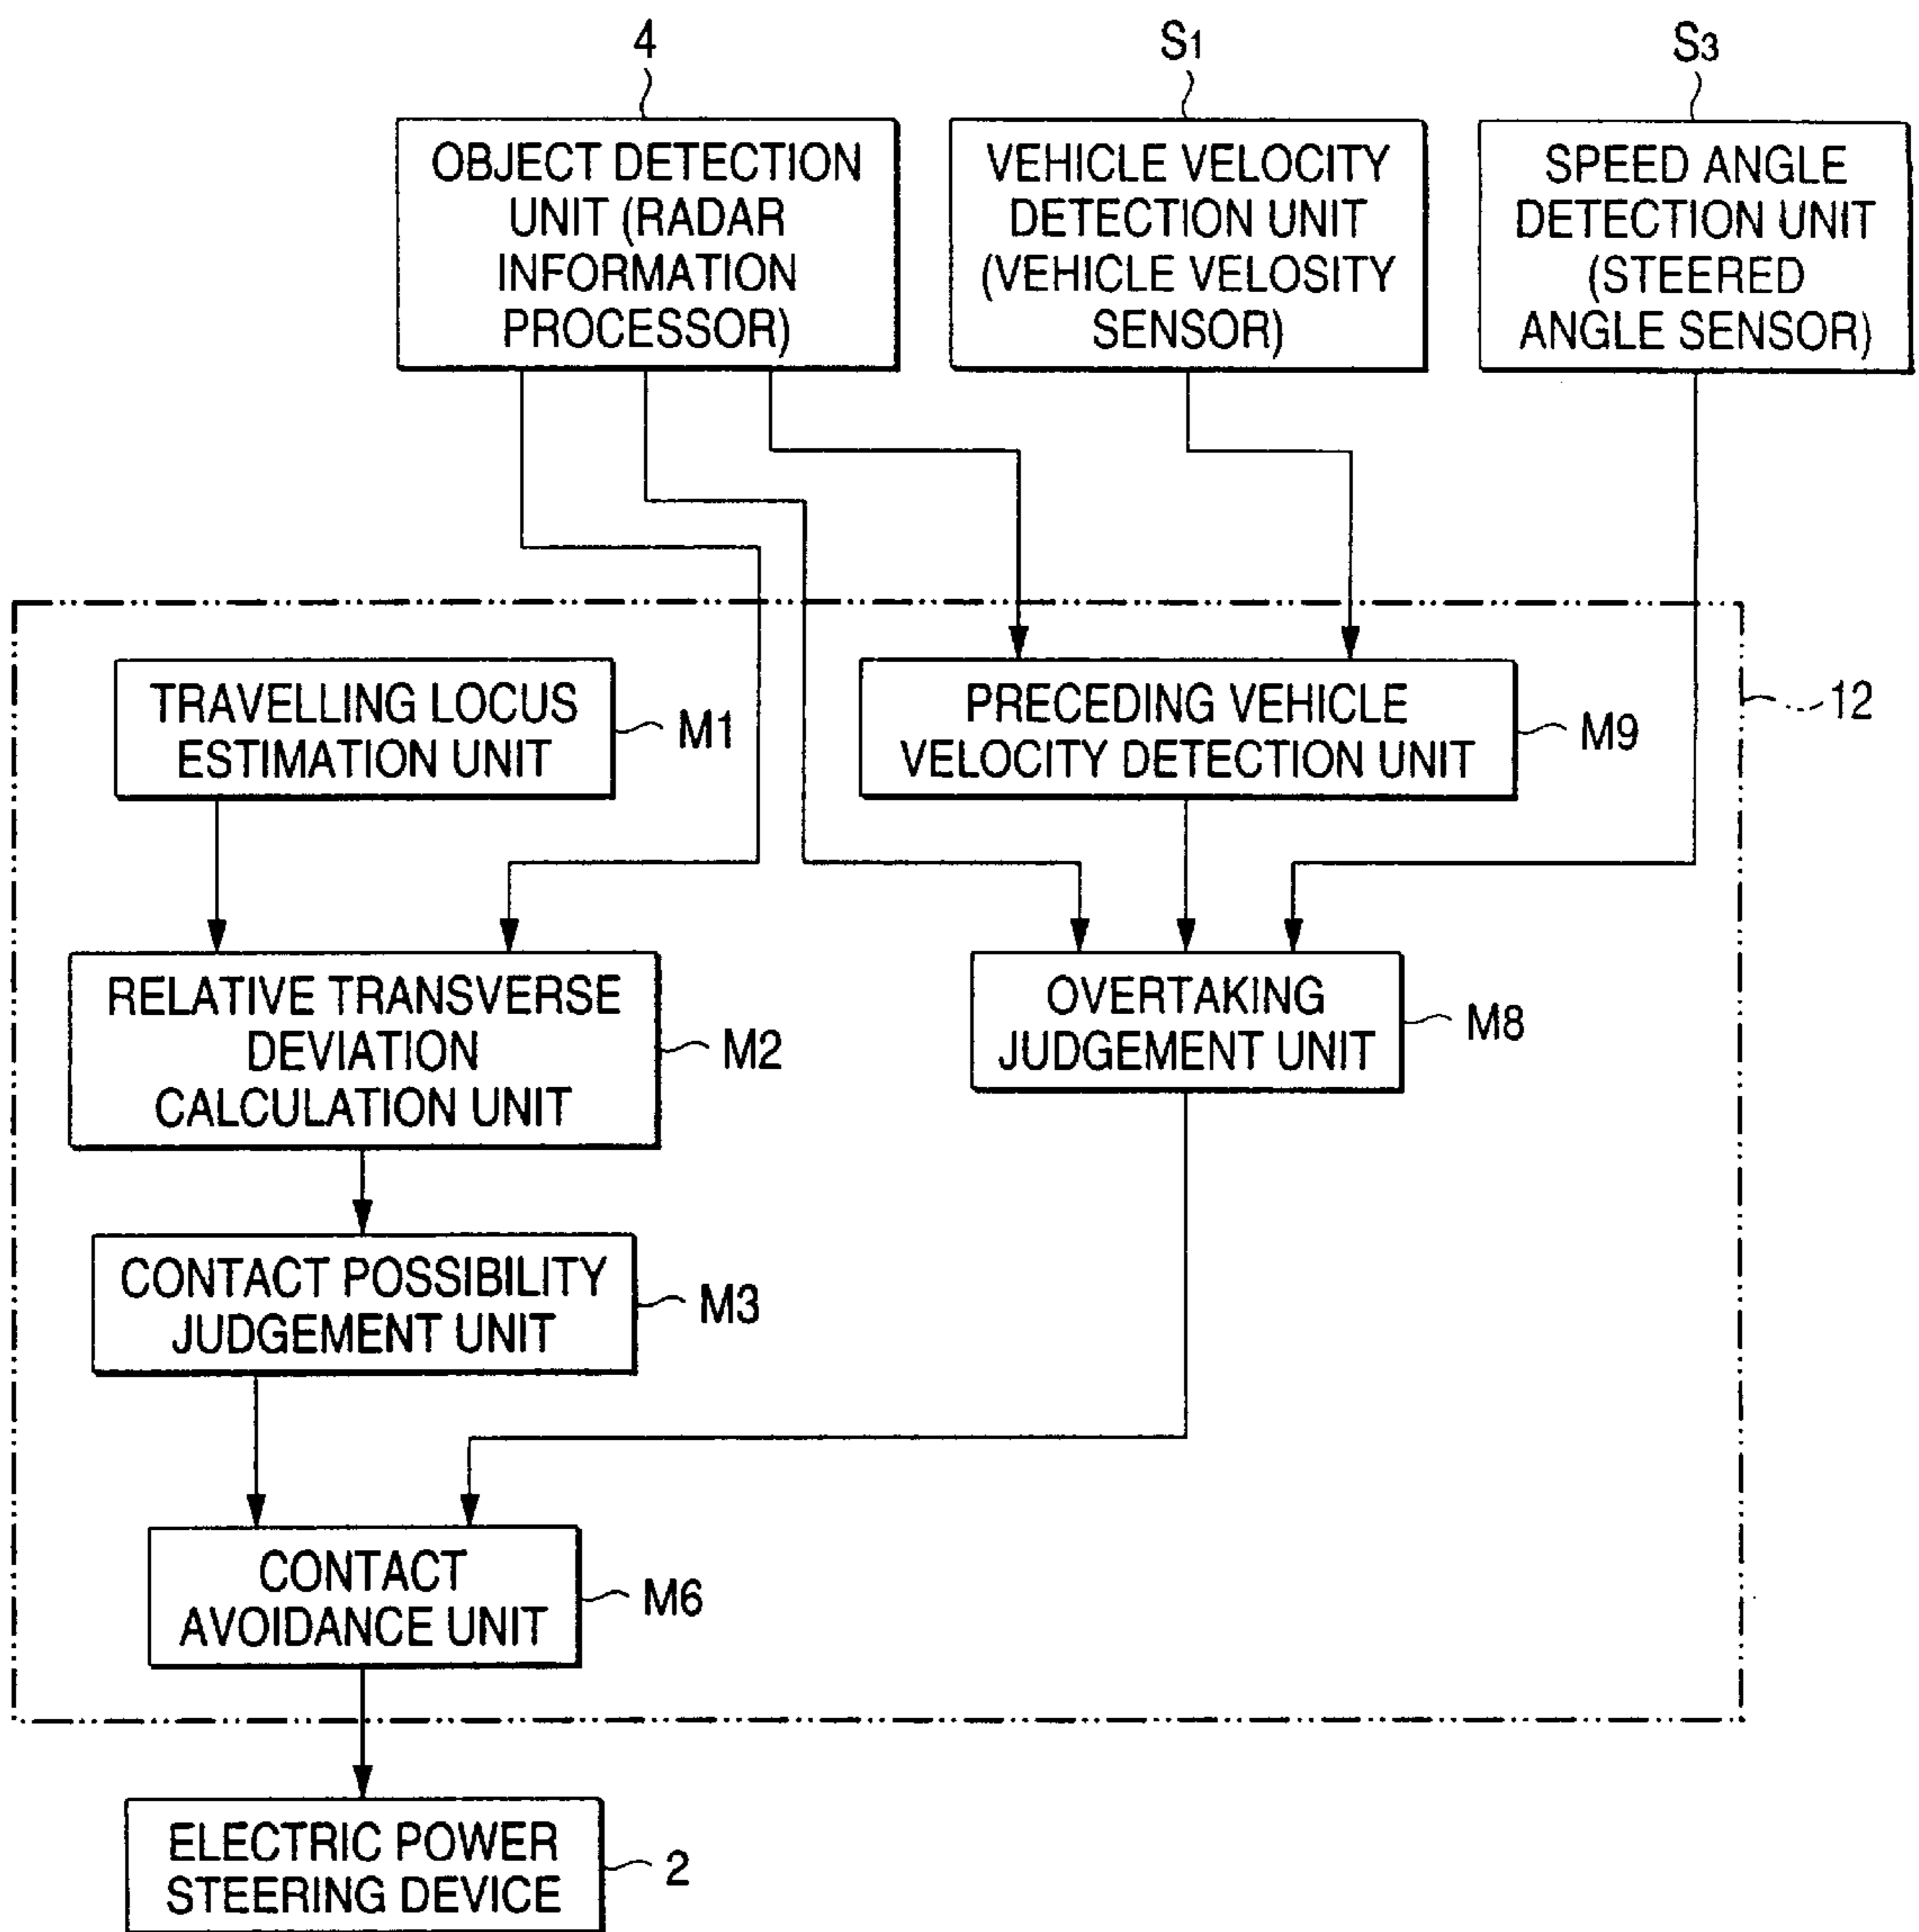 4
S1
S3
OBJECT DETECTION
UNIT (RADAR
INFORMATION
PROCESSOR)
VEHICLE VELOCITY
DETECTION UNIT
(VEHICLE VELOSITY
SENSOR)
SPEED ANGLE
DETECTION UNIT
(STEERED
ANGLE SENSOR)
TRAVELLING LOCUS
ESTIMATION UNIT
M1
PRECEDING VEHICLE
VELOCITY DETECTION UNIT
M9
12
RELATIVE TRANSVERSE
DEVIATION
CALCULATION UNIT
M2
OVERTAKING
JUDGEMENT UNIT
M8
CONTACT POSSIBILITY
JUDGEMENT UNIT
M3
CONTACT
AVOIDANCE UNIT
M6
ELECTRIC POWER
STEERING DEVICE
2